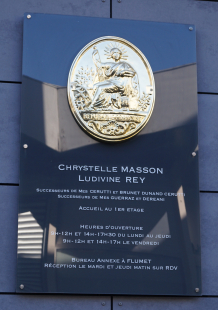 CHRYSTELLE MASSON
LUDIVINE REY
SUCCESSEURS DE MES CERUTTI ET BRUNET DUNAND CERUTTI
SUCCESSEURS DE MES GUERRAZ ET DEREANI
ACCUEIL AU 1ER ÉTAGE
HEURES D'OUVERTURE
-12H ET 14H-17H30 DU LUNDI AU JEUDI
9H-12H ET 14H-17H LE VENDREDI
BUREAU ANNEXE À FLUMET
RÉCEPTION LE MARDI ET JEUDI MATIN SUR RDV